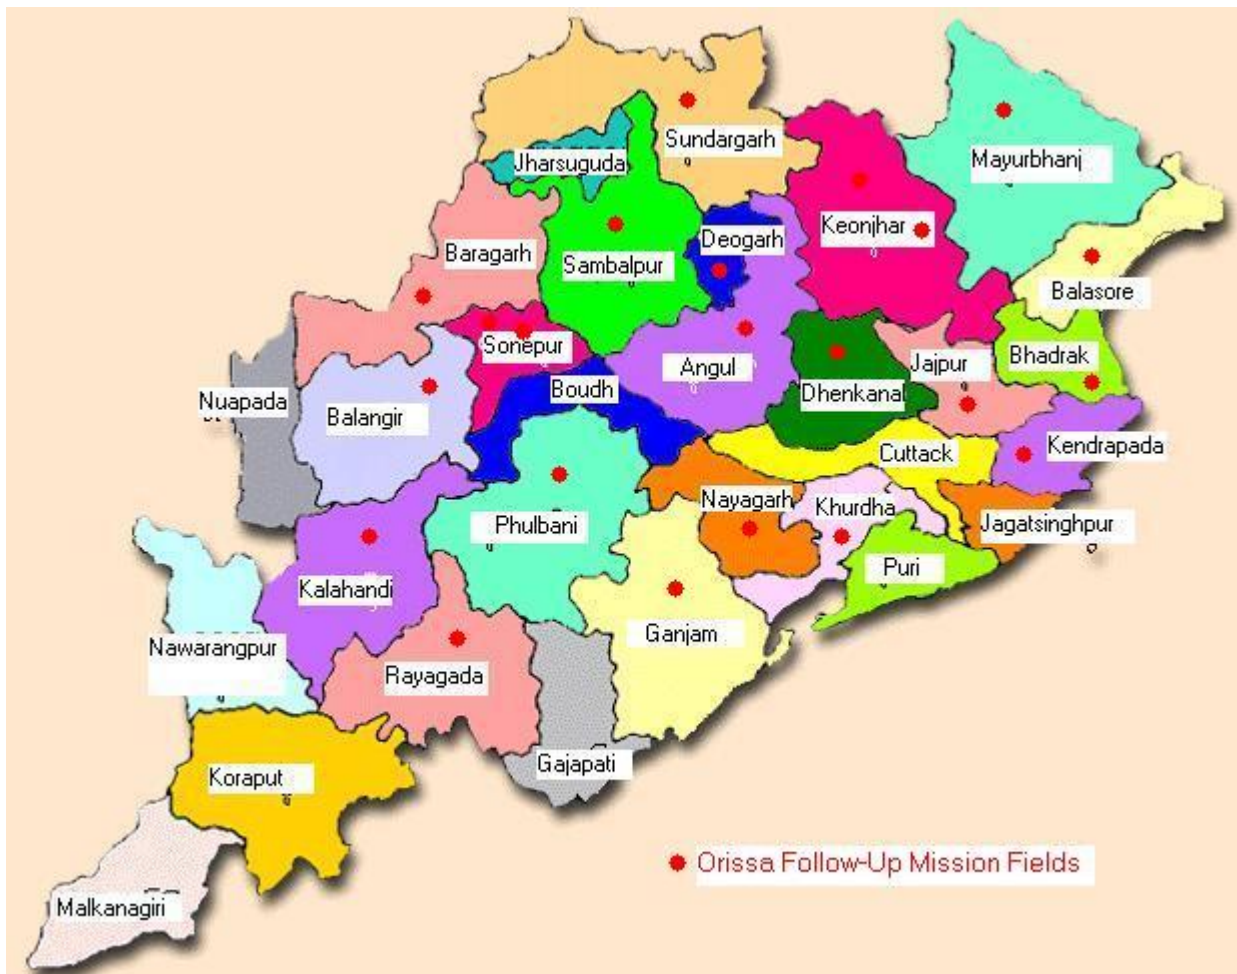 Sundargarh
Jharsuguda
Mayurbhanj
Keonjhar
Deogarh
Baragarh
Sambalpur
Balasore
Sonepur
Angul
Jajpur
Bhadrak
Boudh
Dhenkanal
Nuapada
Balangir
Cuttack
Kendrapada
Nayagarh
Khurdha
Phulbani
Jagatsinghpur
Puri
Kalahandi
Ganjam
Nawarangpur
Rayagada
Gajapati
Koraput
Orissa Follow-Up Mission Fields
Malkanagiri